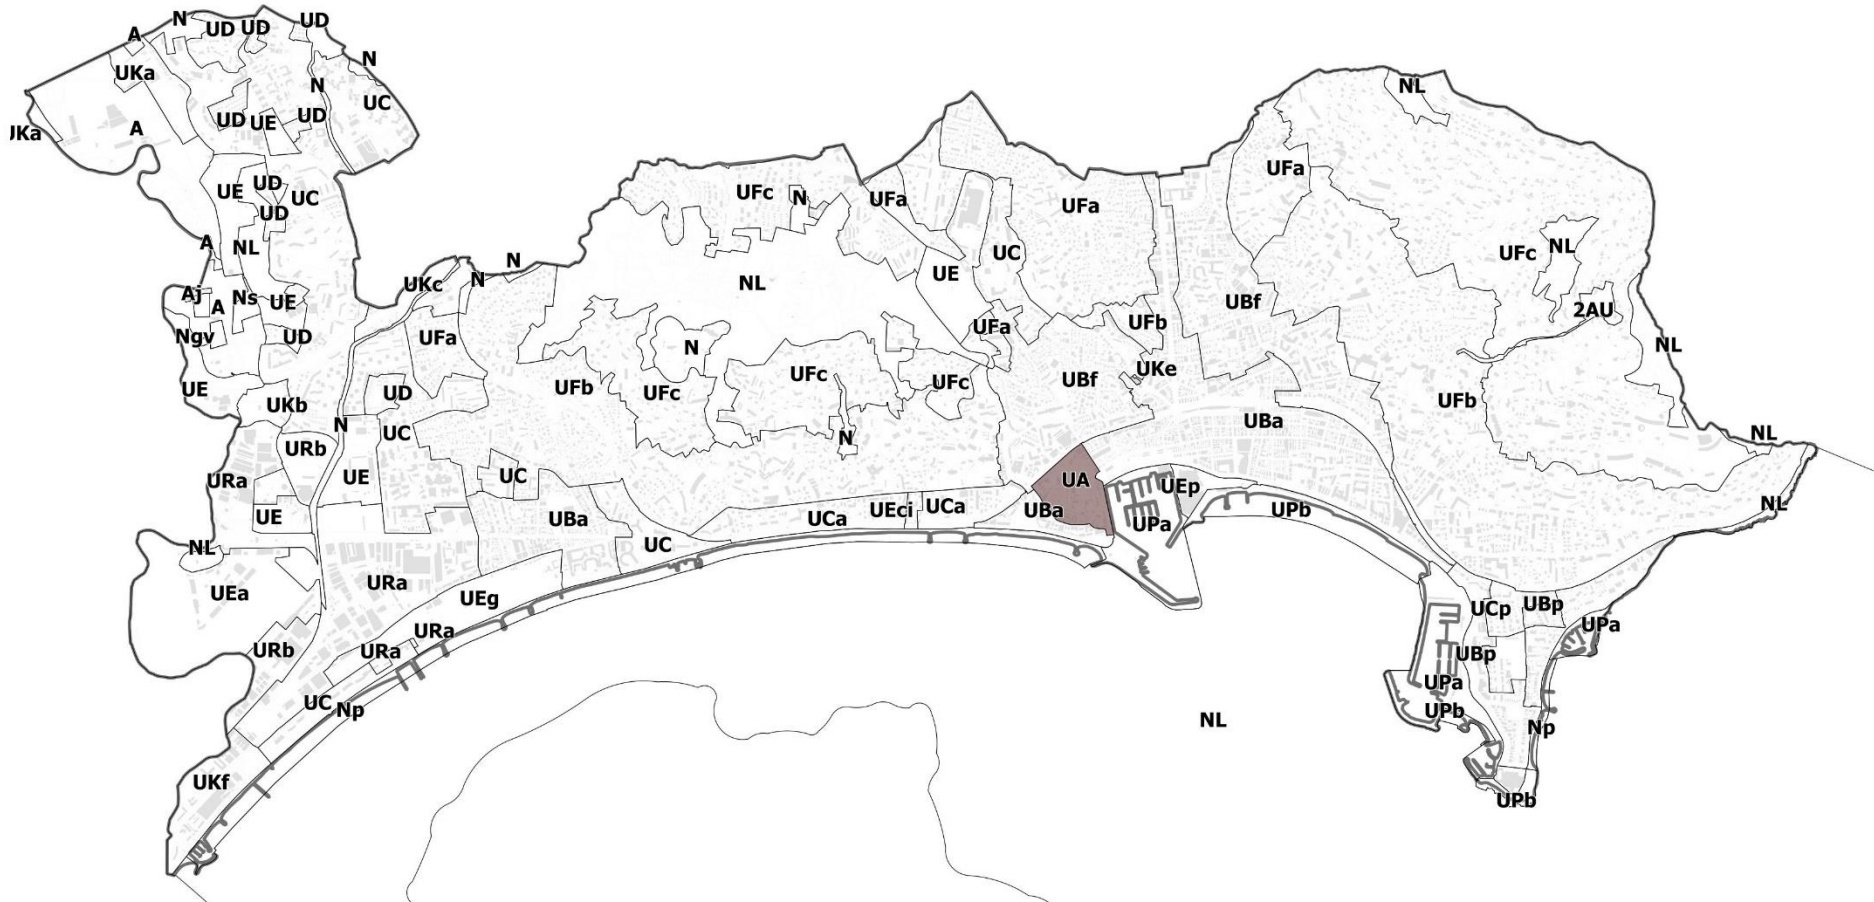 N
UD
UD
UD
A
N
UKa
N
UC
NL
UKa
A
UD
UE
UD
UFa
UE
UD
UC
UD
UFc
N
UFa
UFa
A
NL
UC
UFc
NL
N
N
UKc
NL
UE
Aj
A
Ns
UE
UBf
2AU
Ngv
UD
UFa
UFa
UFb
N
NL
UE
UKb
UD
UFb
UFc
UFc
UFc
UBf
UKe
UFb
N
UC
N
UBa
NL
URb
URa
UE
UC
UA
UEp
UE
UBa
UCa
UEci
UCa
UBa
UPa
UPb
NL
NL
UC
UEa
URa
UEg
UCp
UBp
URb
URa
URa
UPa
UBp
UC
Np
UPa
UPb
NL
Np
UKf
UPb